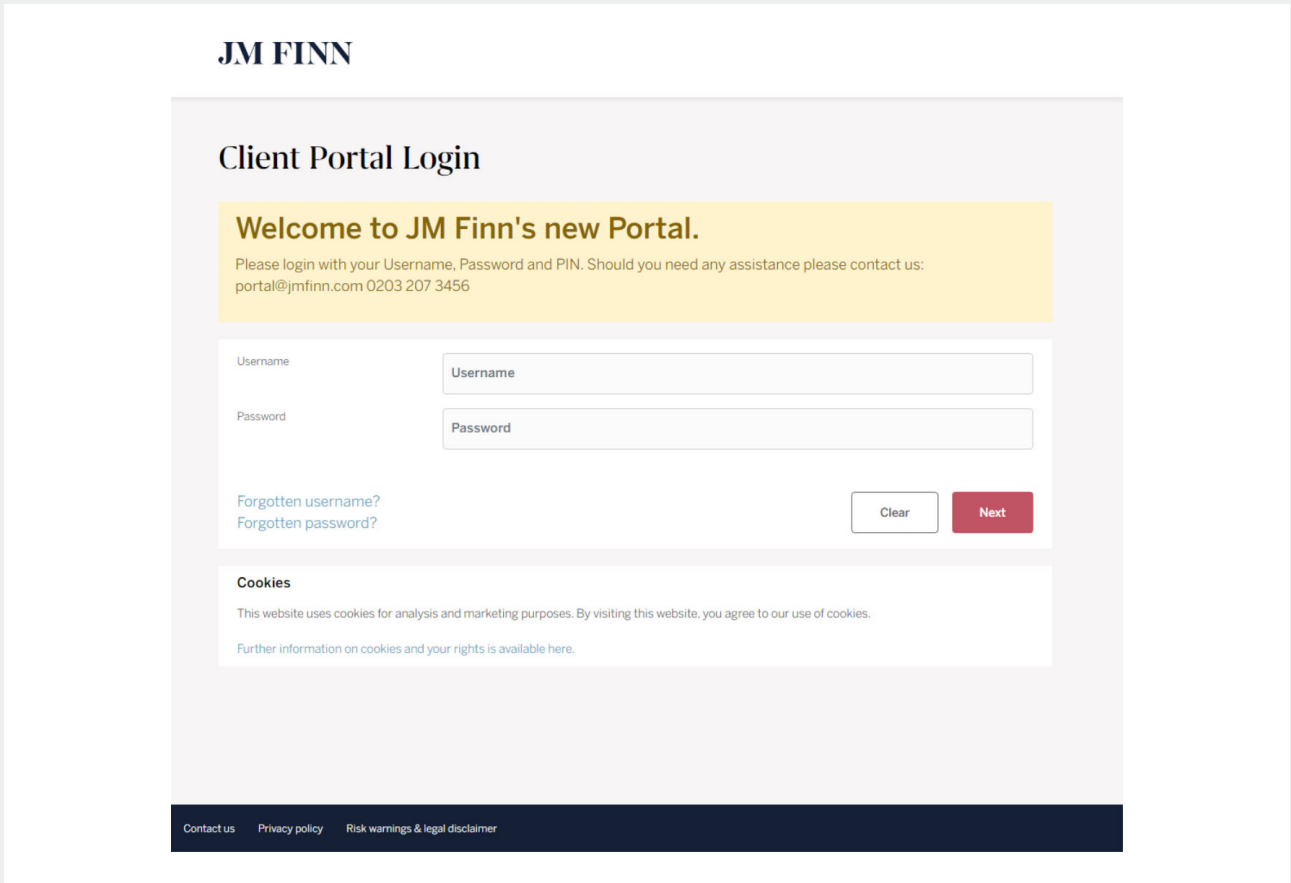 JM FINN
Client Portal Login
Welcome to JM Finn's new Portal.
Please login with your Username, Password and PIN. Should you need any assistance please contact us:
portal@jmfinn.com 0203 207 3456
Username
Username
Password
Password
Forgotten username?
Forgotten password?
Clear
Next
Cookies
This website uses cookies for analysis and marketing purposes. By visiting this website, you agree to our use of cookies.
Further information on cookies and your rights is available here.
Contact us
Privacy policy
Risk warnings & legal disclaimer